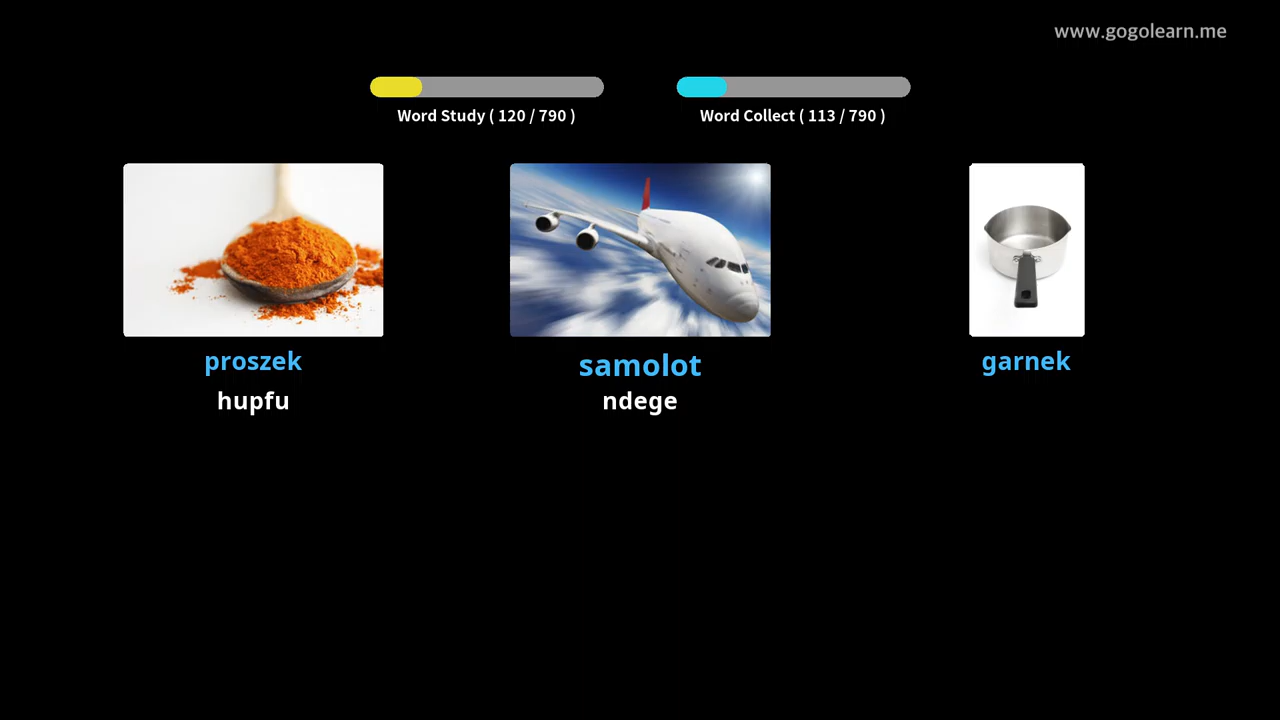 www.gogolearn.me
Word Study ( 120 / 790 )
Word Collect ( 113 / 790 )
proszek
hupfu
samolot
ndege
garnek